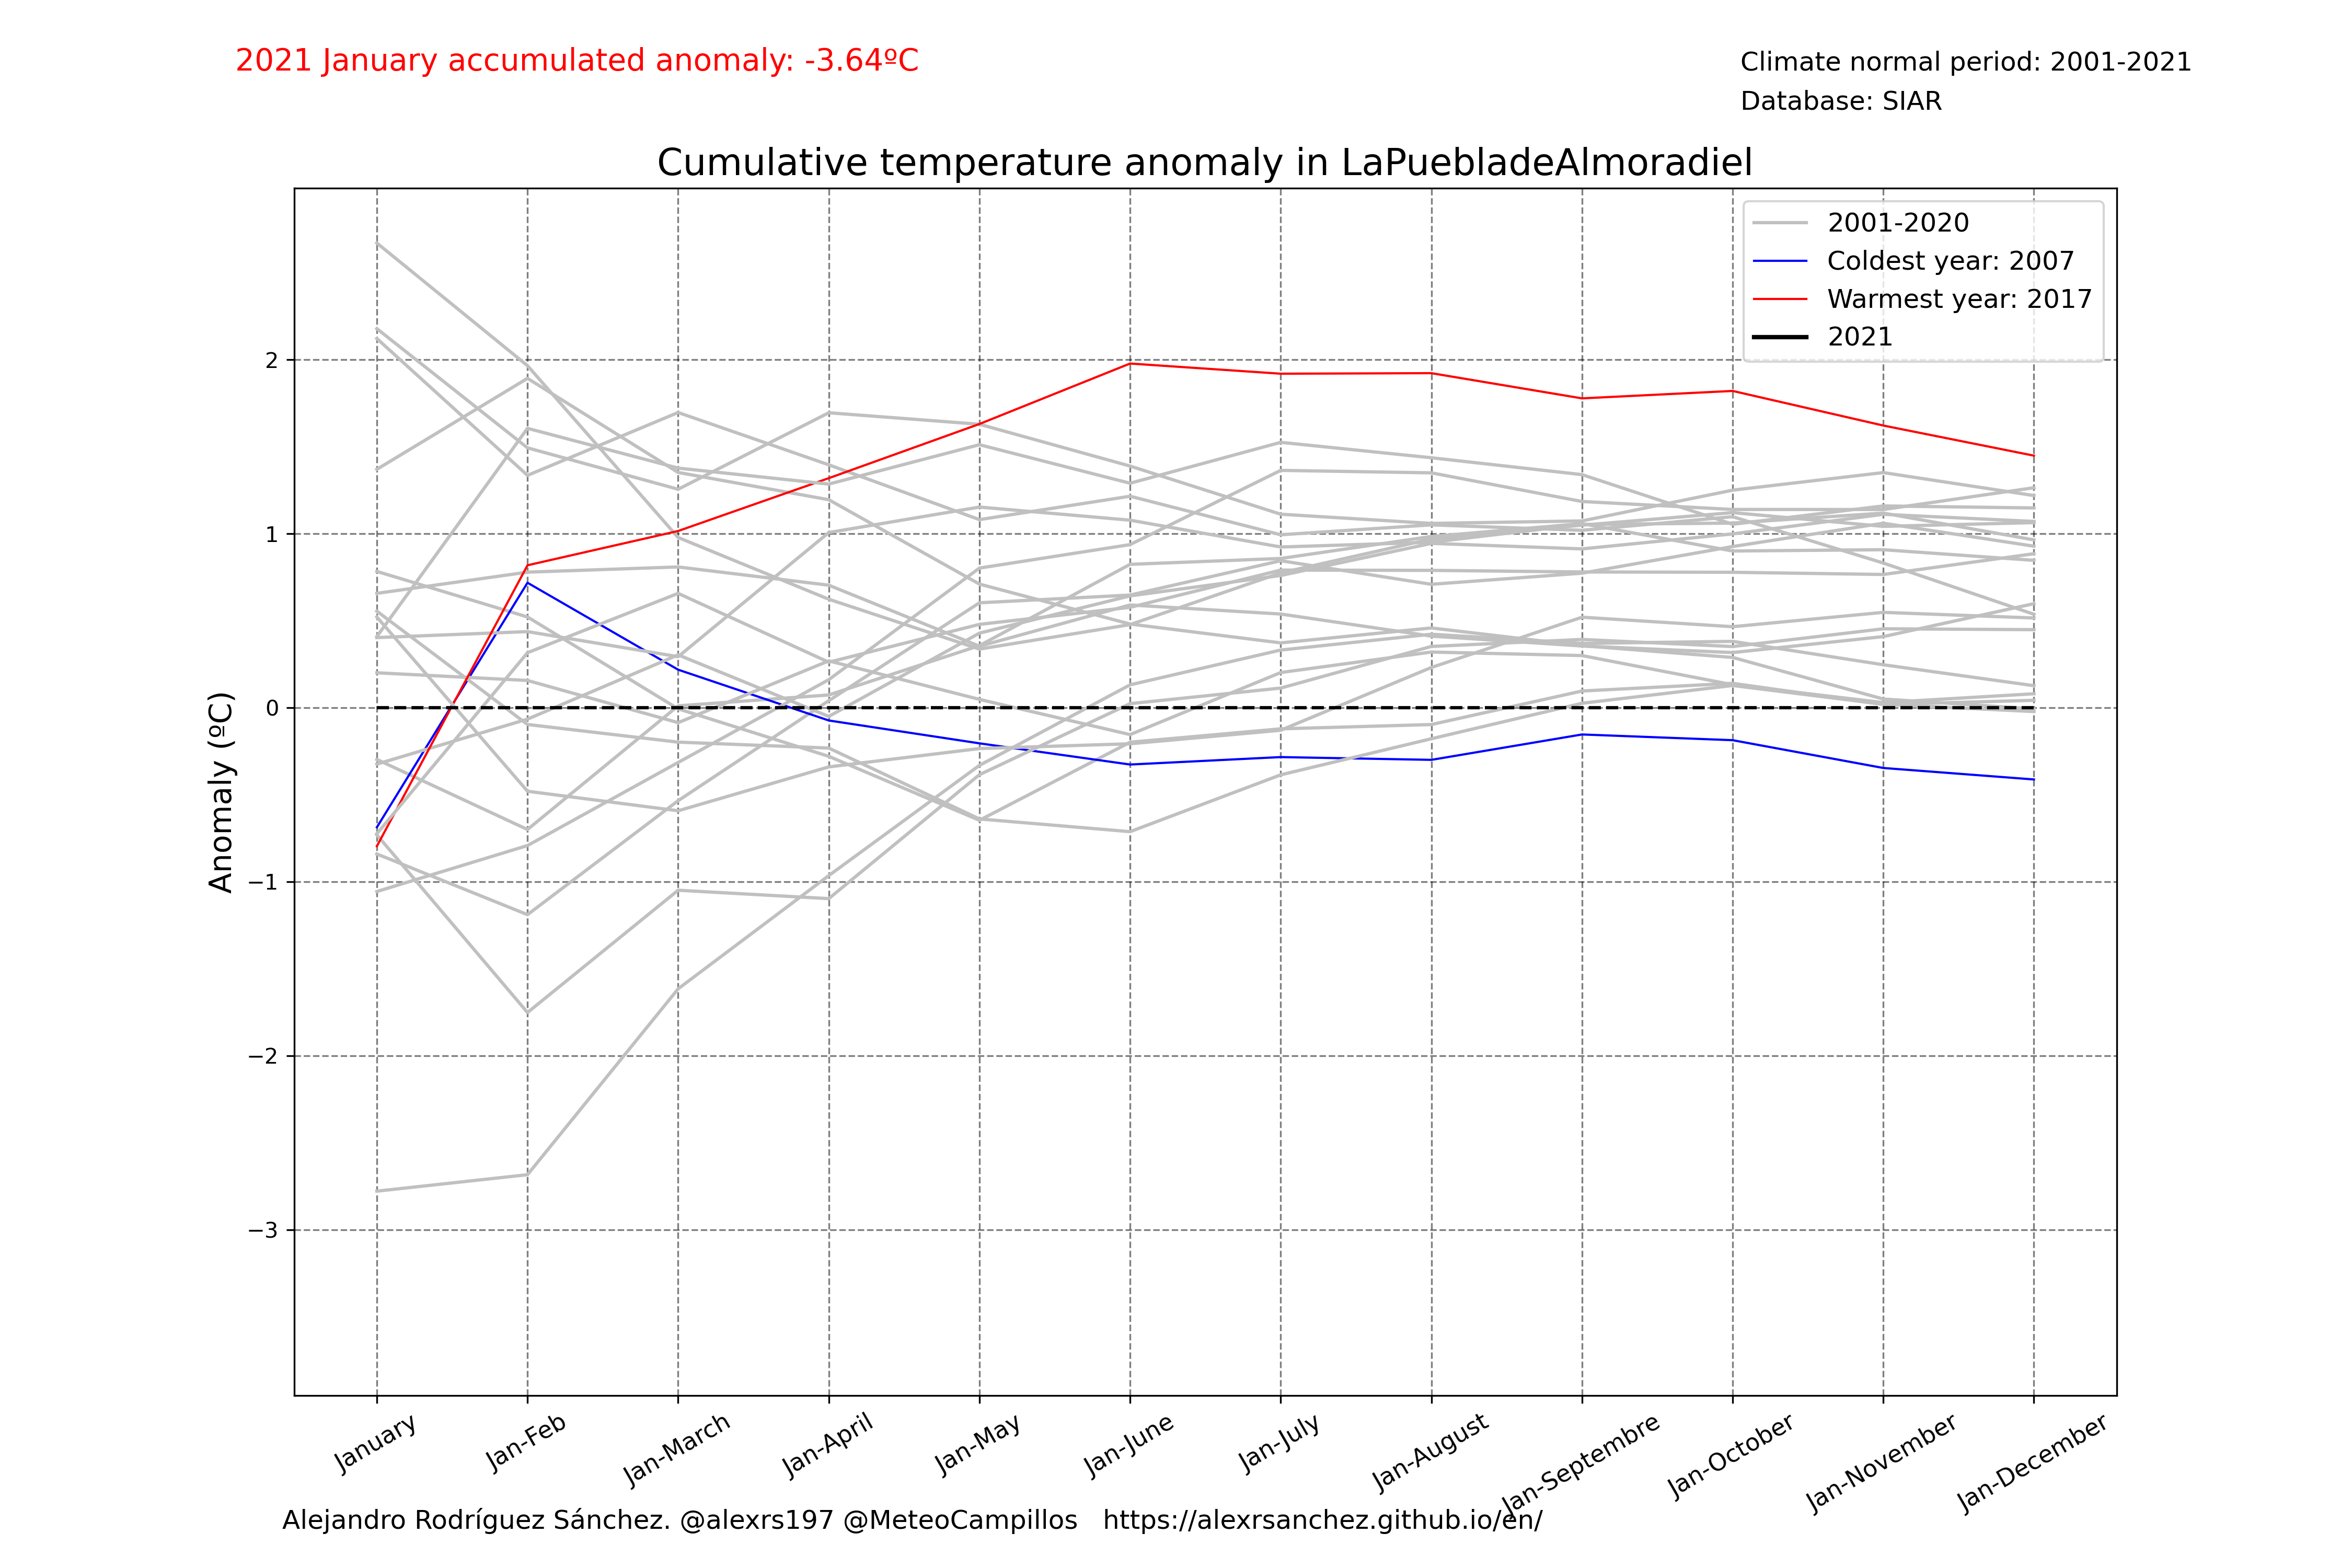 2021 January accumulated anomaly: -3.64ºC
Climate normal period: 2001-2021
Database: SIAR
Cumulative temperature anomaly in LaPuebladeAlmoradiel
2001-2020
Coldest year: 2007
Warmest year: 2017
2021
Anomaly (ºC)
2
1
0
−1
−2
−3
January
Jan-Feb
Jan-March
Jan-April
Jan-May
Jan-June
Jan-July
Jan-August
Jan-Septembre
Jan-October
Jan-November
Jan-December
Alejandro Rodríguez Sánchez. @alexrs197 @MeteoCampillos   https://alexrsanchez.github.io/en/